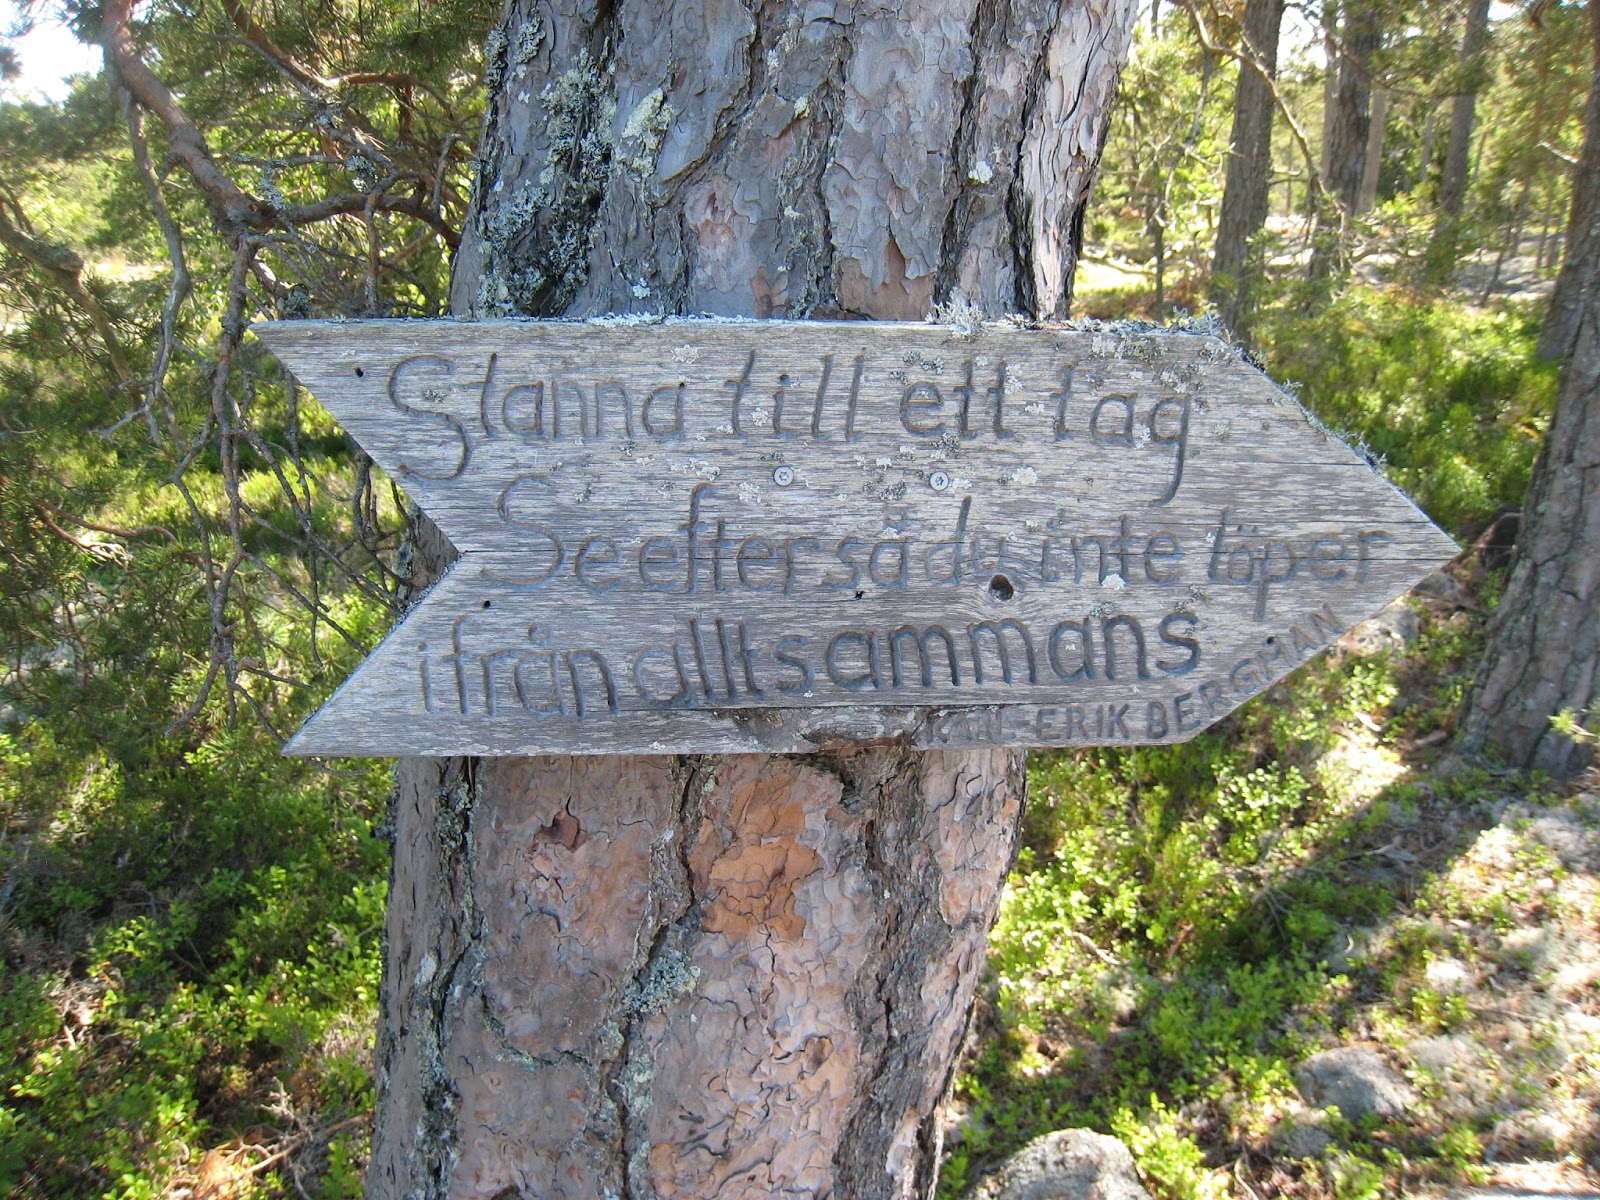 Stanna till ett tag
Se efter så du inte löper
ifrån alltsammans
KARL-ERIK BERGMAN